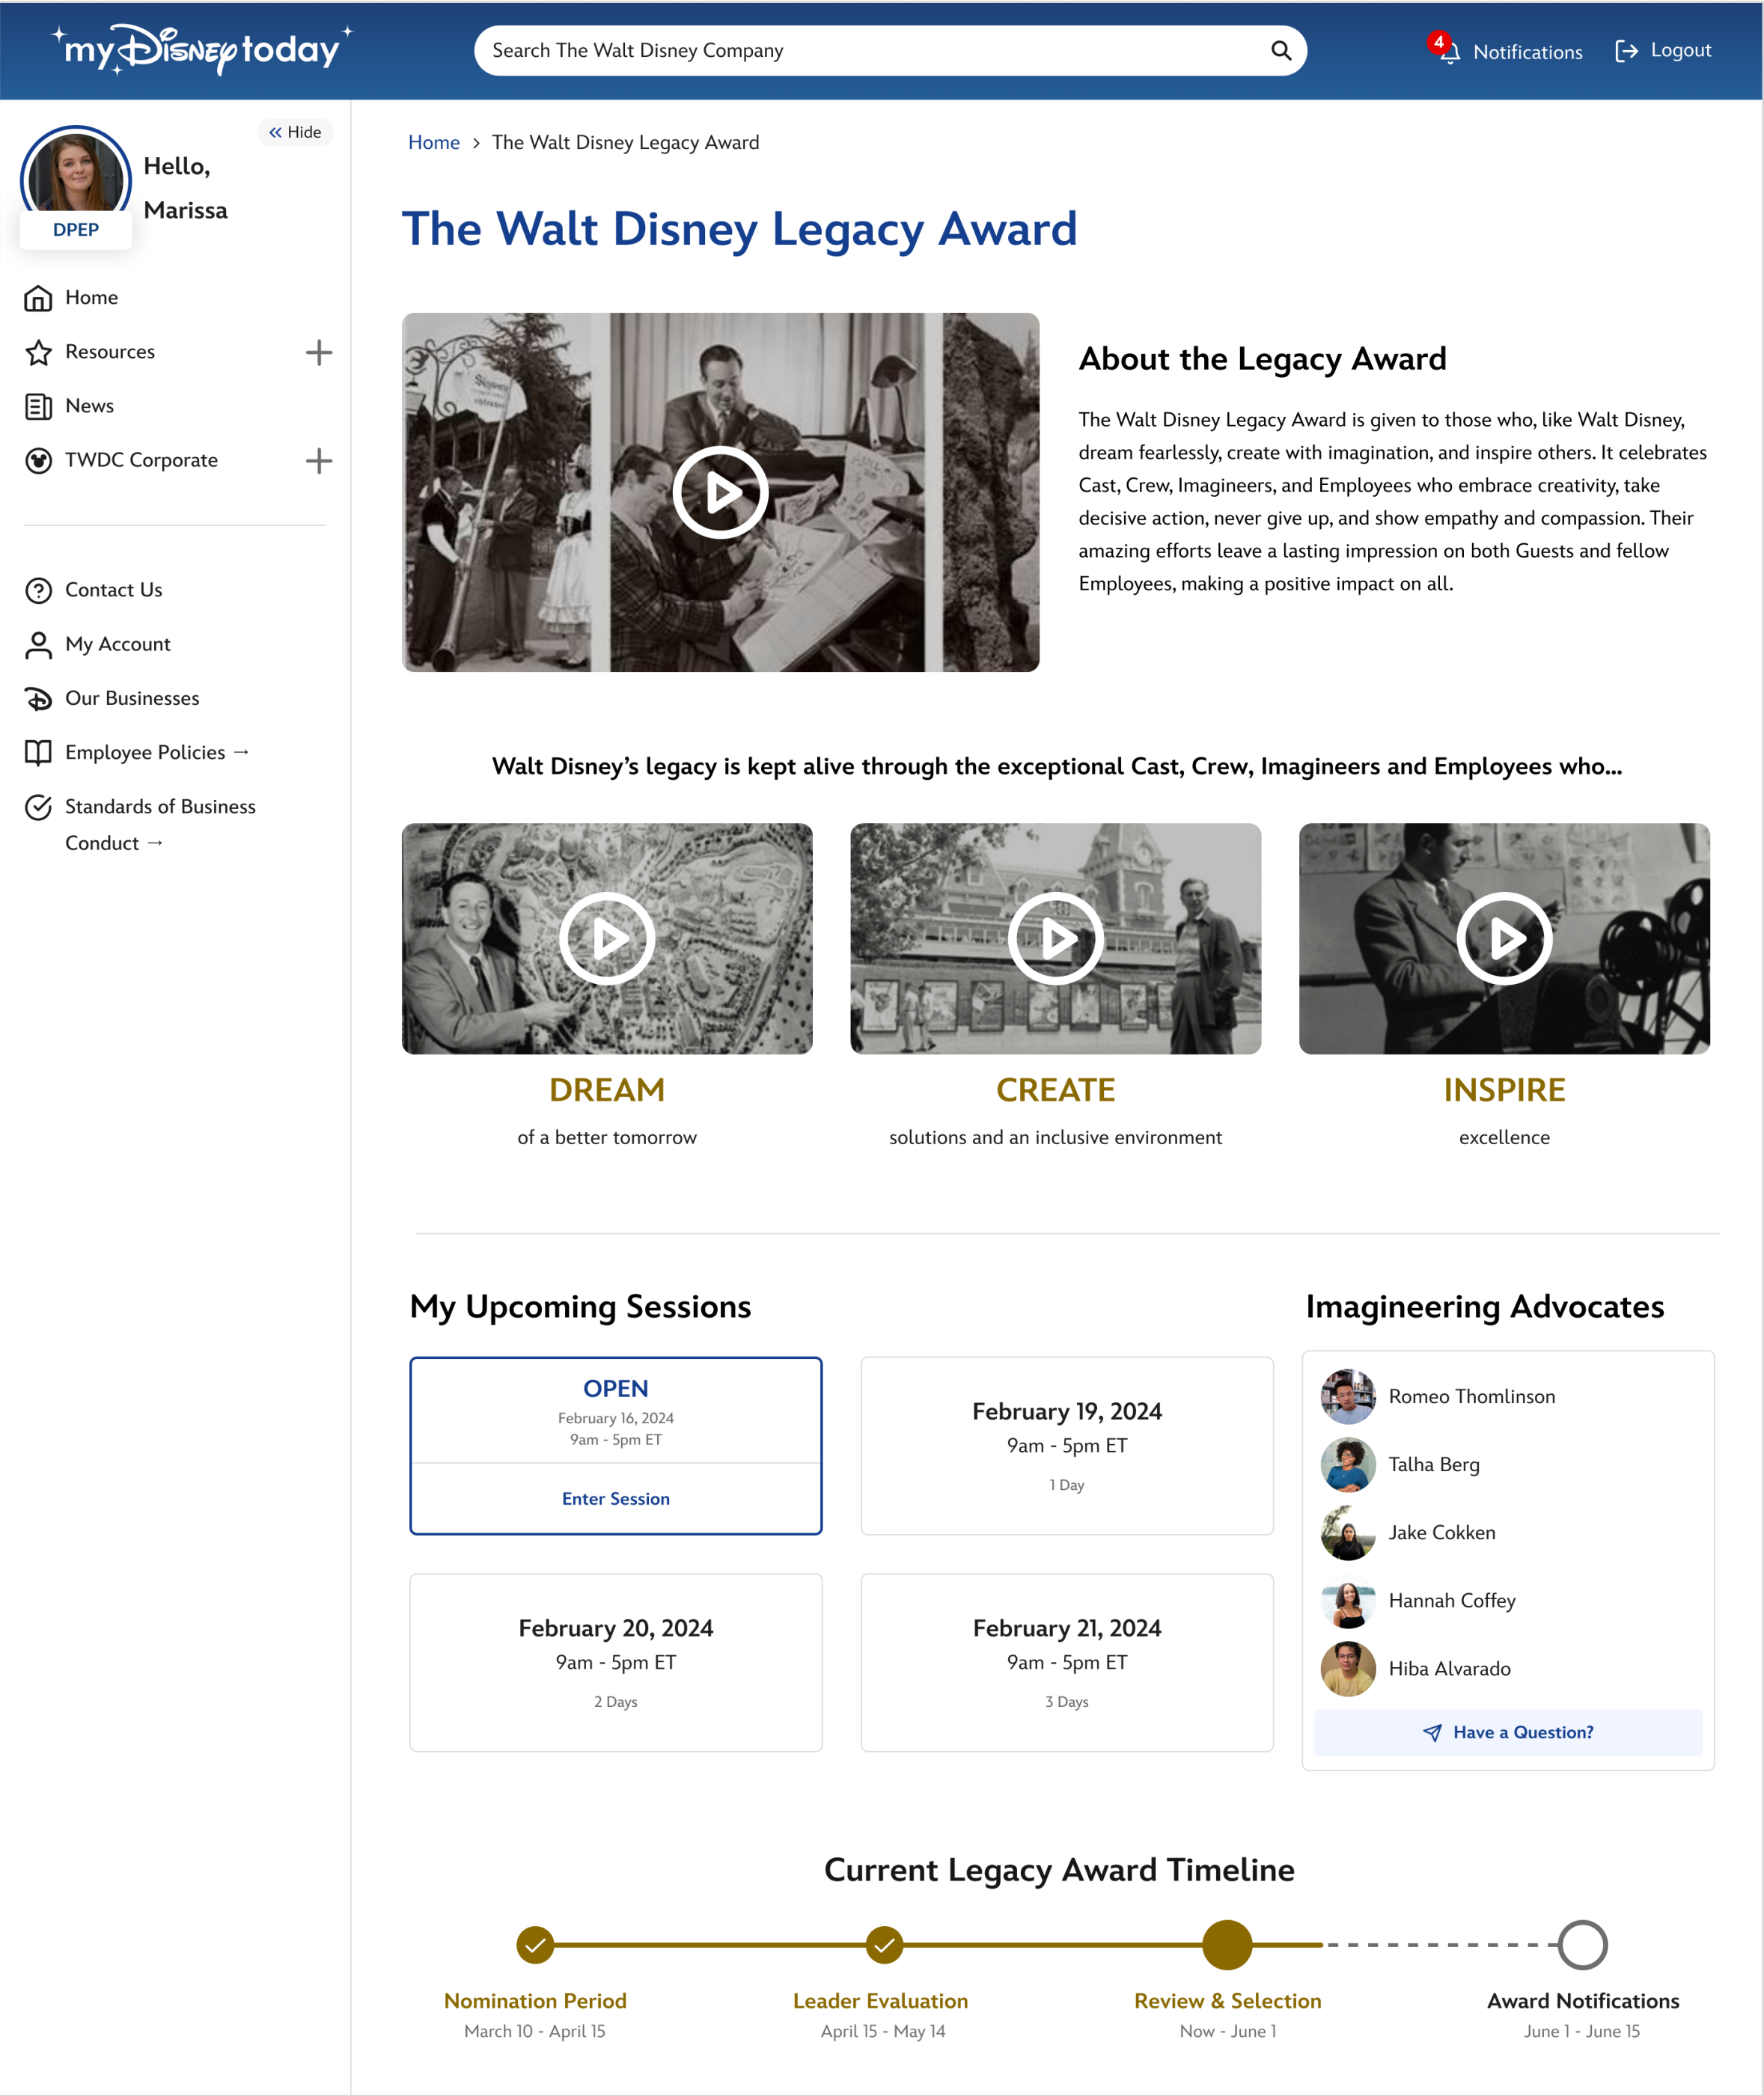 my Disney today
Search The Walt Disney Company
4
Notifications
Logout
Hide
Hello,
Marissa
DPEP
Home
Resources
News
TWDC Corporate
Contact Us
My Account
Our Businesses
Employee Policies →
Standards of Business
Conduct →
Home > The Walt Disney Legacy Award
The Walt Disney Legacy Award
About the Legacy Award
The Walt Disney Legacy Award is given to those who, like Walt Disney,
dream fearlessly, create with imagination, and inspire others. It celebrates
Cast, Crew, Imagineers, and Employees who embrace creativity, take
decisive action, never give up, and show empathy and compassion. Their
amazing efforts leave a lasting impression on both Guests and fellow
Employees, making a positive impact on all.
Walt Disney’s legacy is kept alive through the exceptional Cast, Crew, Imagineers and Employees who...
DREAM
of a better tomorrow
CREATE
solutions and an inclusive environment
INSPIRE
excellence
My Upcoming Sessions
OPEN
February 16, 2024
9am - 5pm ET
Enter Session
February 19, 2024
9am - 5pm ET
1 Day
February 20, 2024
9am - 5pm ET
2 Days
February 21, 2024
9am - 5pm ET
3 Days
Imagineering Advocates
Romeo Thomlinson
Talha Berg
Jake Cokken
Hannah Coffey
Hiba Alvarado
Have a Question?
Current Legacy Award Timeline
Nomination Period
March 10 - April 15
Leader Evaluation
April 15 - May 14
Review & Selection
Now - June 1
Award Notifications
June 1 - June 15